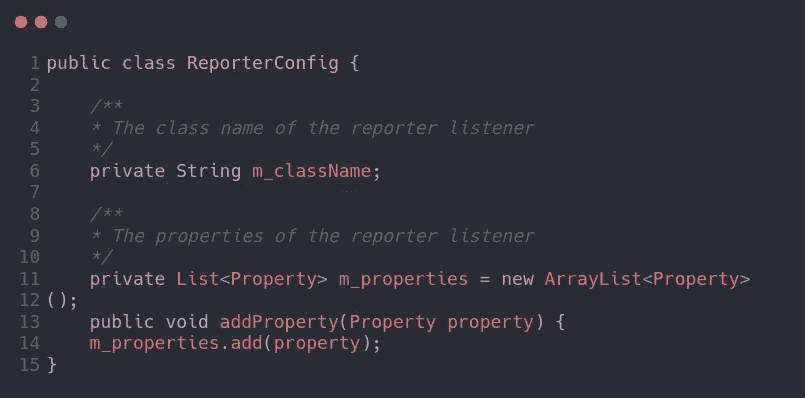 1 public class ReporterConfig {
2
3     /**
4     * The class name of the reporter listener
5     */
6     private String m_className;
7
8     /**
9     * The properties of the reporter listener
10     */
11     private List<Property> m_properties = new ArrayList<Property>
12 ();
13     public void addProperty(Property property) {
14     m_properties.add(property);
15 }